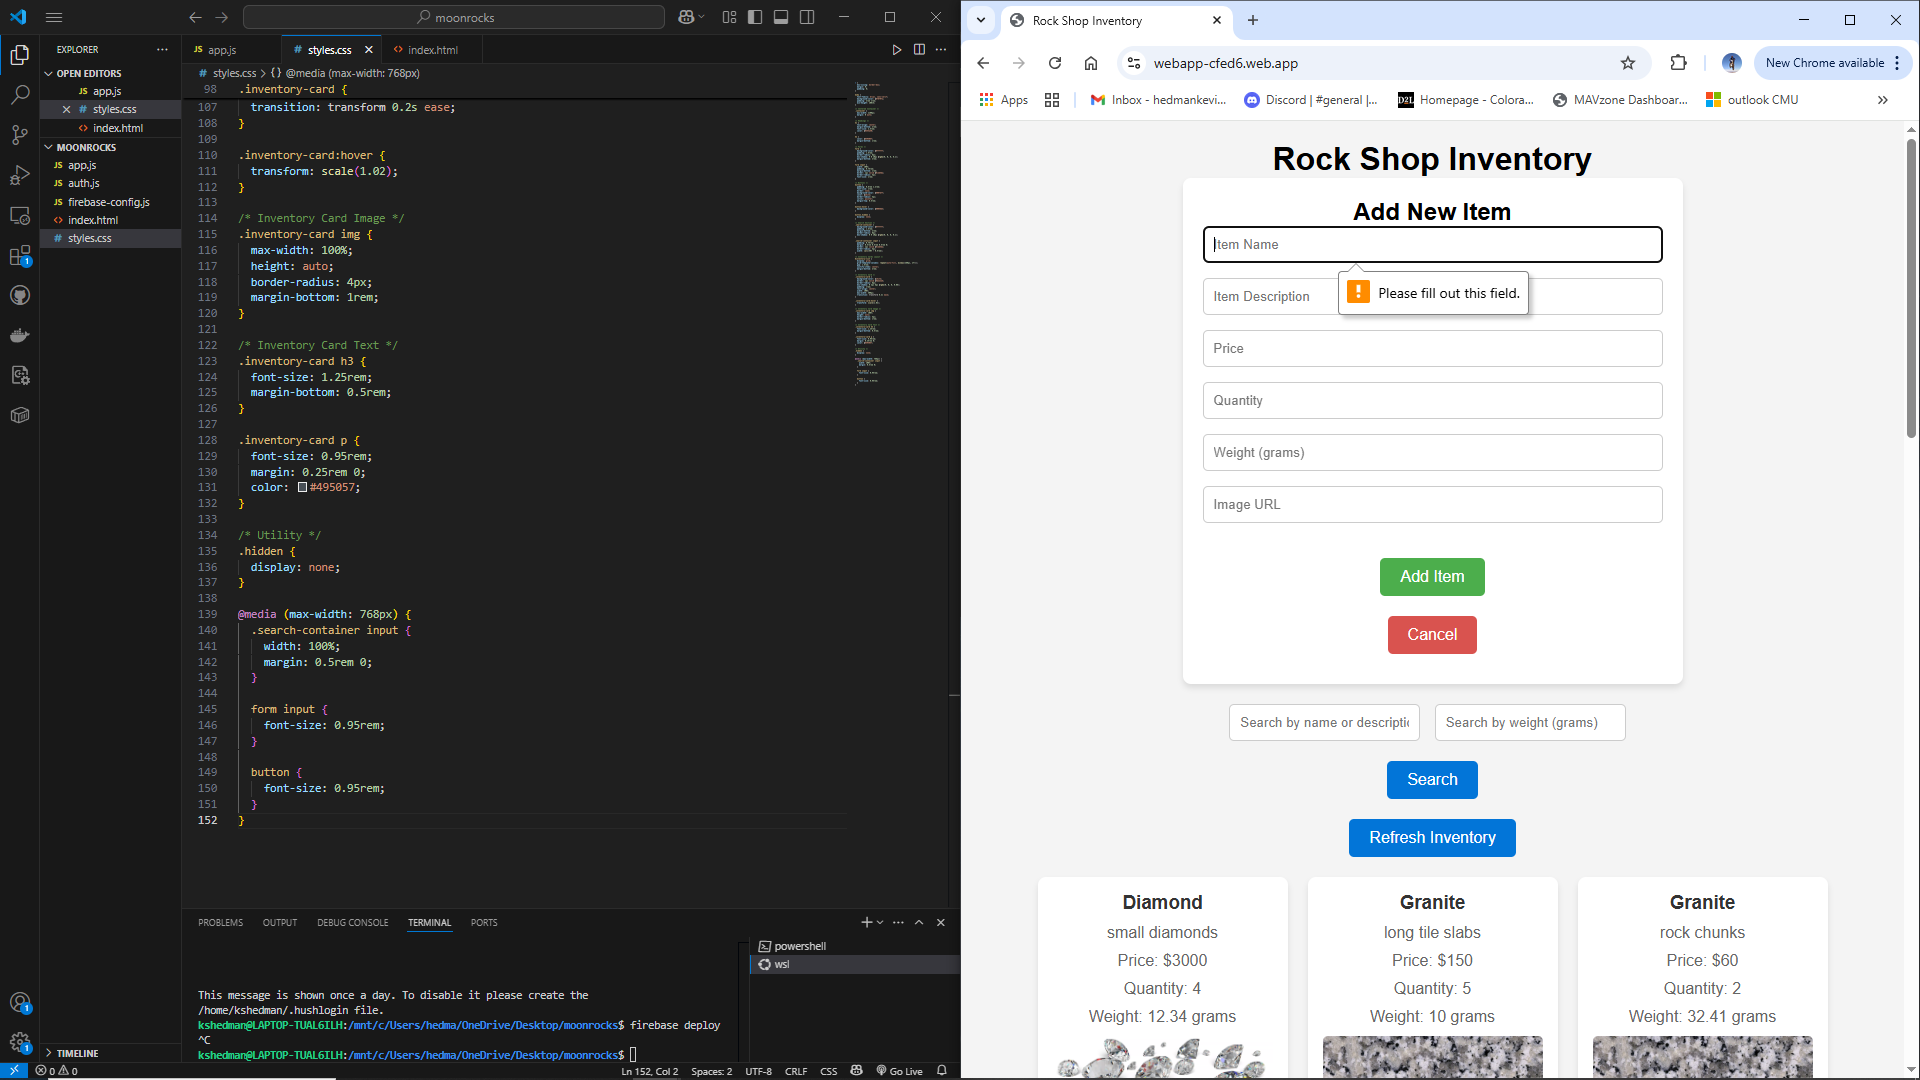 moonrocks
EXPLORER
OPEN EDITORS
JS app.js
# styles.css
<> index.html
MOONROCKS
JS app.js
JS auth.js
JS firebase-config.js
<> index.html
# styles.css
TIMELINE
JS app.js
# styles.css
<> index.html
# styles.css > {} @media (max-width: 768px)
98 .inventory-card {
107 transition: transform 0.2s ease;
108 }
109
110 .inventory-card:hover {
111 transform: scale(1.02);
112 }
113
114 /* Inventory Card Image */
115 .inventory-card img {
116 max-width: 100%;
117 height: auto;
118 border-radius: 4px;
119 margin-bottom: 1rem;
120 }
121
122 /* Inventory Card Text */
123 .inventory-card h3 {
124 font-size: 1.25rem;
125 margin-bottom: 0.5rem;
126 }
127
128 .inventory-card p {
129 font-size: 0.95rem;
130 margin: 0.25rem 0;
131 color: #495057;
132 }
133
134 /* Utility */
135 .hidden {
136 display: none;
137 }
138
139 @media (max-width: 768px) {
140 .search-container input {
141 width: 100%;
142 margin: 0.5rem 0;
143 }
144
145 form input {
146 font-size: 0.95rem;
147 }
148
149 button {
150 font-size: 0.95rem;
151 }
152 }
PROBLEMS OUTPUT DEBUG CONSOLE TERMINAL PORTS
powershell
wsl
This message is shown once a day. To disable it please create the
/home/kshedman/.hushlogin file.
kshedman@LAPTOP-TUAL6ILH:/mnt/c/Users/hedma/OneDrive/Desktop/moonrocks$ firebase deploy
^C
kshedman@LAPTOP-TUAL6ILH:/mnt/c/Users/hedma/OneDrive/Desktop/moonrocks$
0 0 Ln 152, Col 2 Spaces: 2 UTF-8 CRLF CSS Go Live
Rock Shop Inventory
webapp-cfed6.web.app
New Chrome available
Apps
Inbox - hedmankevi...
Discord | #general |...
D2L Homepage - Colora...
MAVzone Dashboar...
outlook CMU
Rock Shop Inventory
Add New Item
Item Name
Item Description
Please fill out this field.
Price
Quantity
Weight (grams)
Image URL
Add Item
Cancel
Search by name or descriptic
Search by weight (grams)
Search
Refresh Inventory
Diamond
small diamonds
Price: $3000
Quantity: 4
Weight: 12.34 grams
Granite
long tile slabs
Price: $150
Quantity: 5
Weight: 10 grams
Granite
rock chunks
Price: $60
Quantity: 2
Weight: 32.41 grams